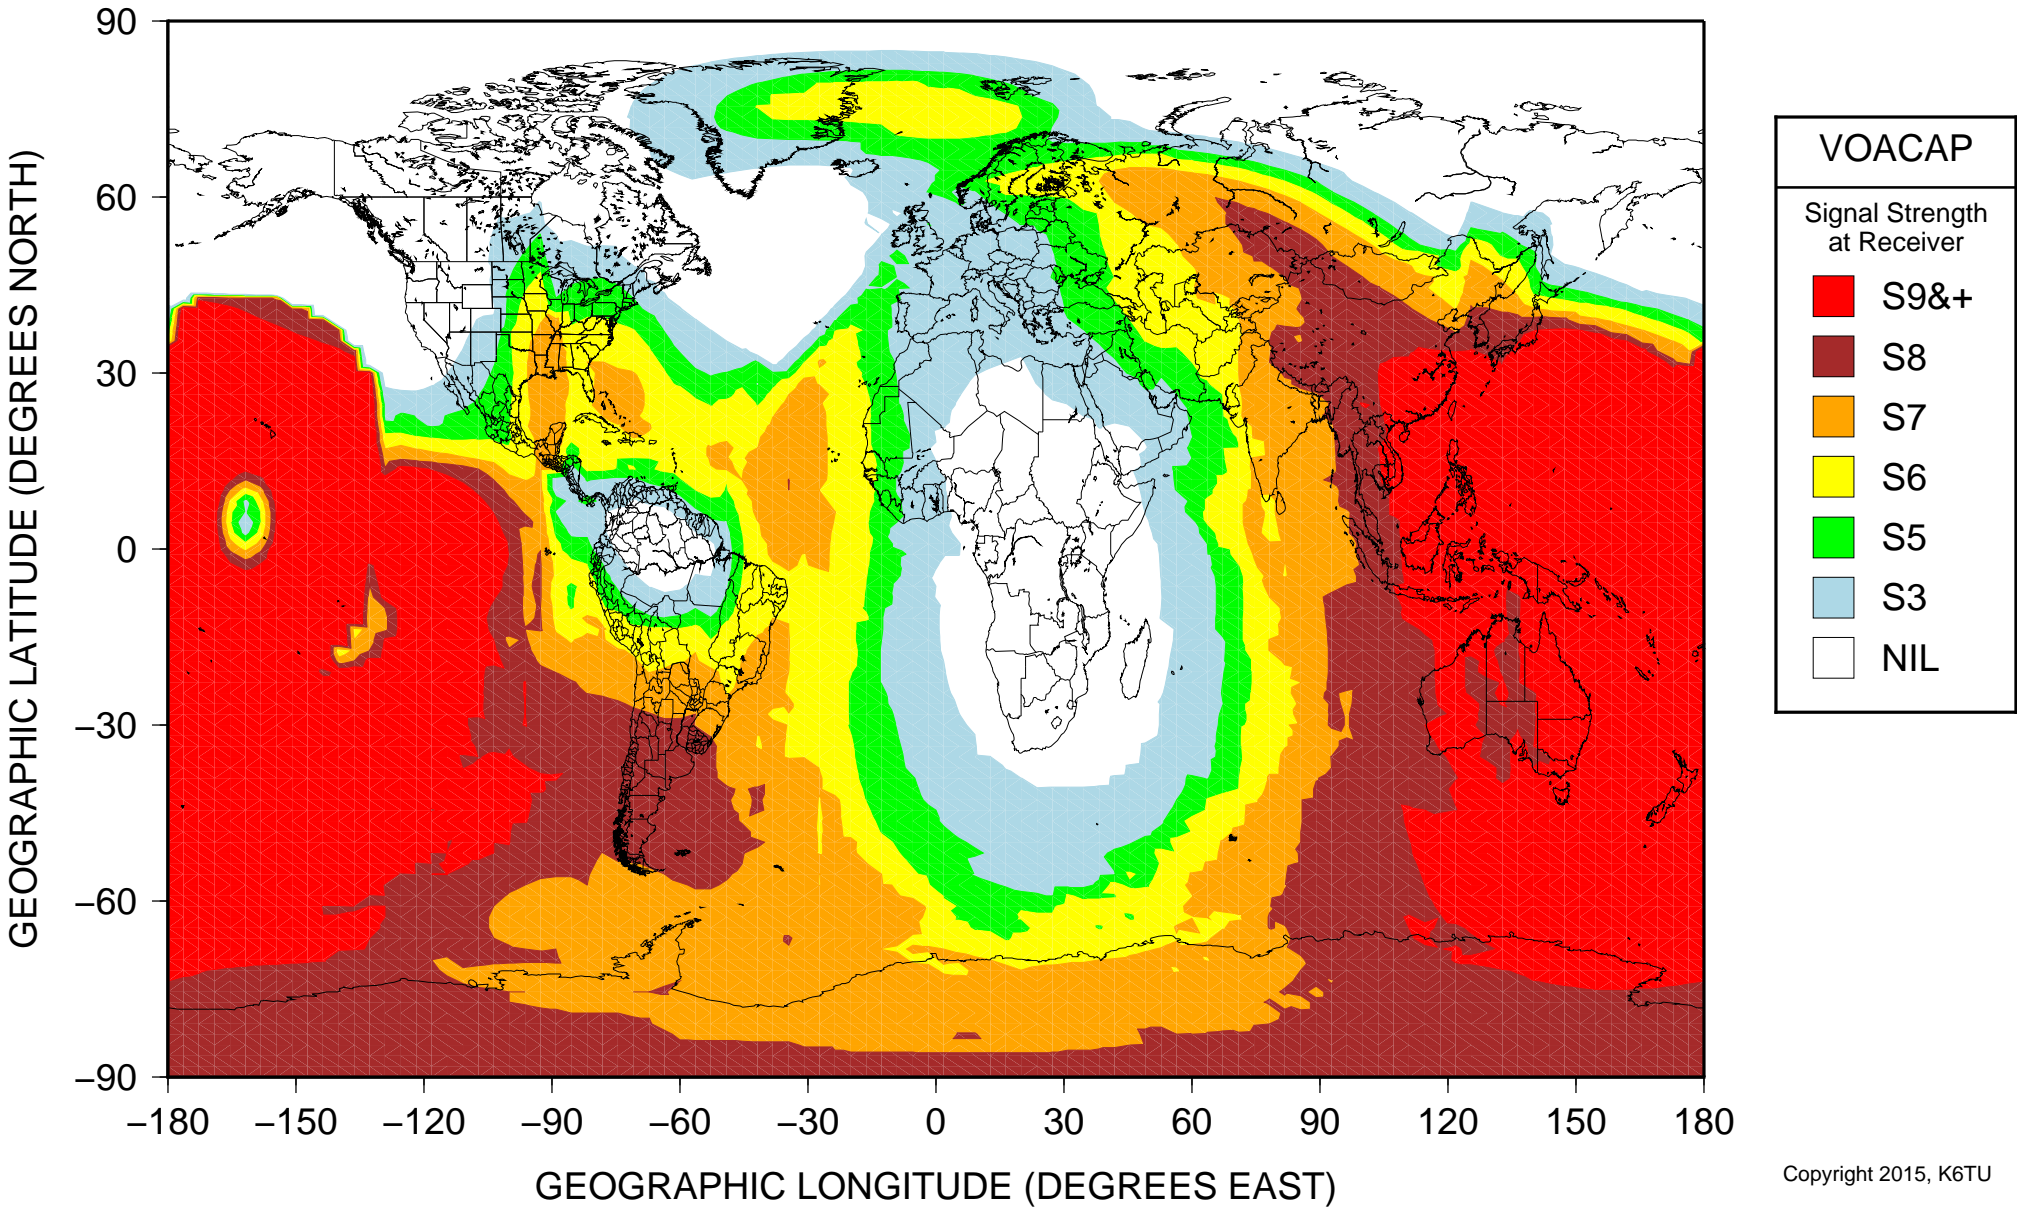 90
60
30
0
−30
−60
−90
GEOGRAPHIC LATITUDE (DEGREES NORTH)
−180 −150 −120 −90 −60 −30 0 30 60 90 120 150 180
GEOGRAPHIC LONGITUDE (DEGREES EAST)
VOACAP
Signal Strength
at Receiver
S9&+
S8
S7
S6
S5
S3
NIL
Copyright 2015, K6TU